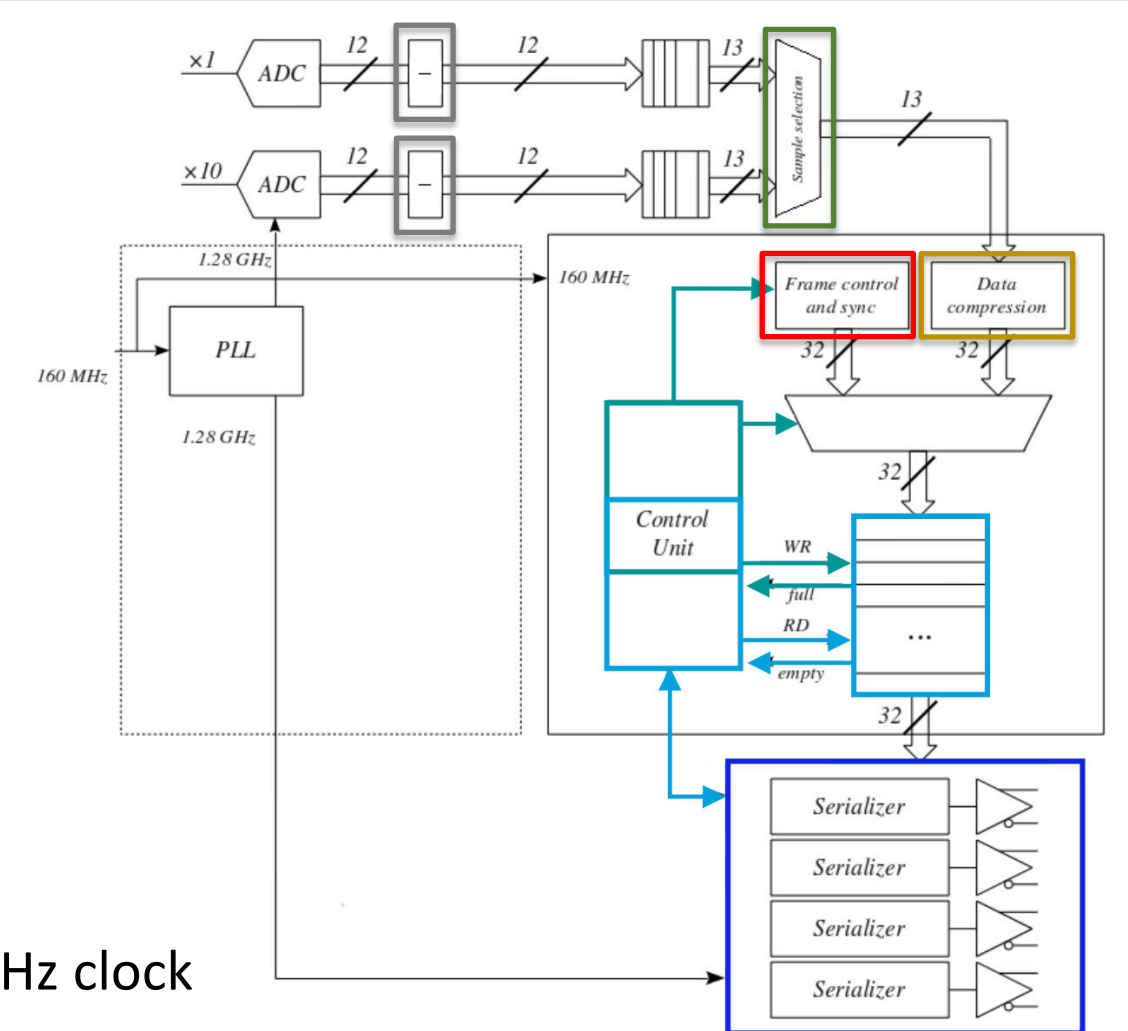 ×1
ADC
12
–
12
13
Sample selection
13
×10
ADC
12
–
12
13
1.28 GHz
160 MHz
Frame control
and sync
Data
compression
PLL
32
32
160 MHz
1.28 GHz
32
Control
Unit
WR
full
RD
...
empty
32
Serializer
Serializer
Serializer
Hz clock
Serializer